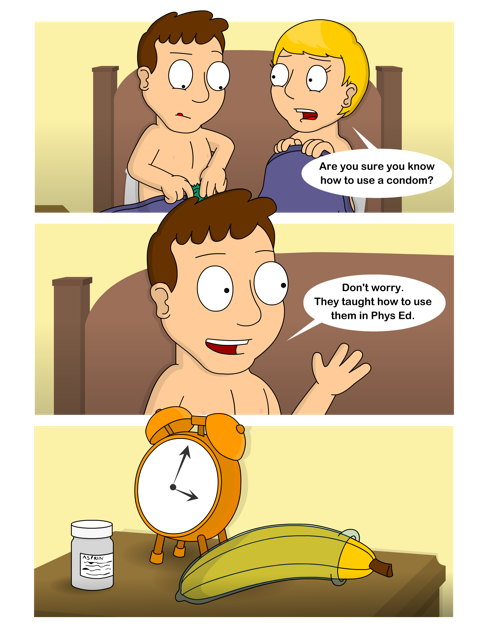 Are you sure you know
how to use a condom?
Don't worry.
They taught how to use
them in Phys Ed.
ASPRIN